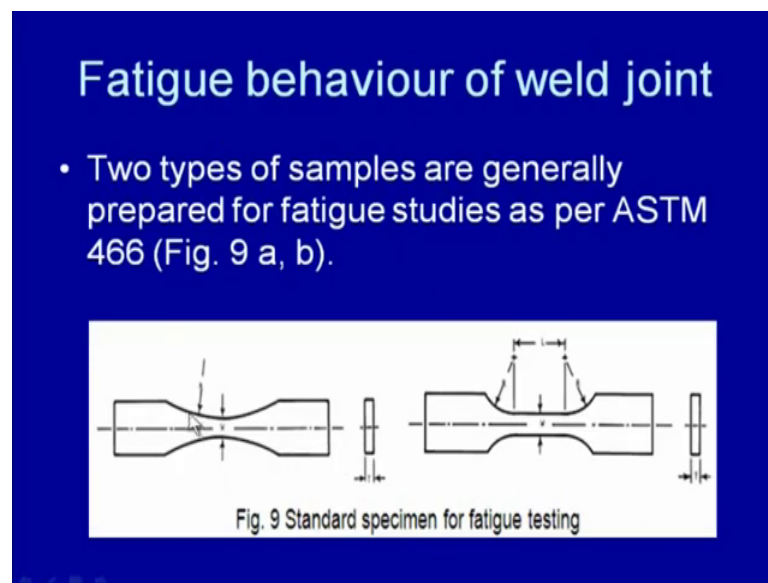 Fatigue behaviour of weld joint
• Two types of samples are generally
prepared for fatigue studies as per ASTM
466 (Fig. 9 a, b).
L
Fig. 9 Standard specimen for fatigue testing